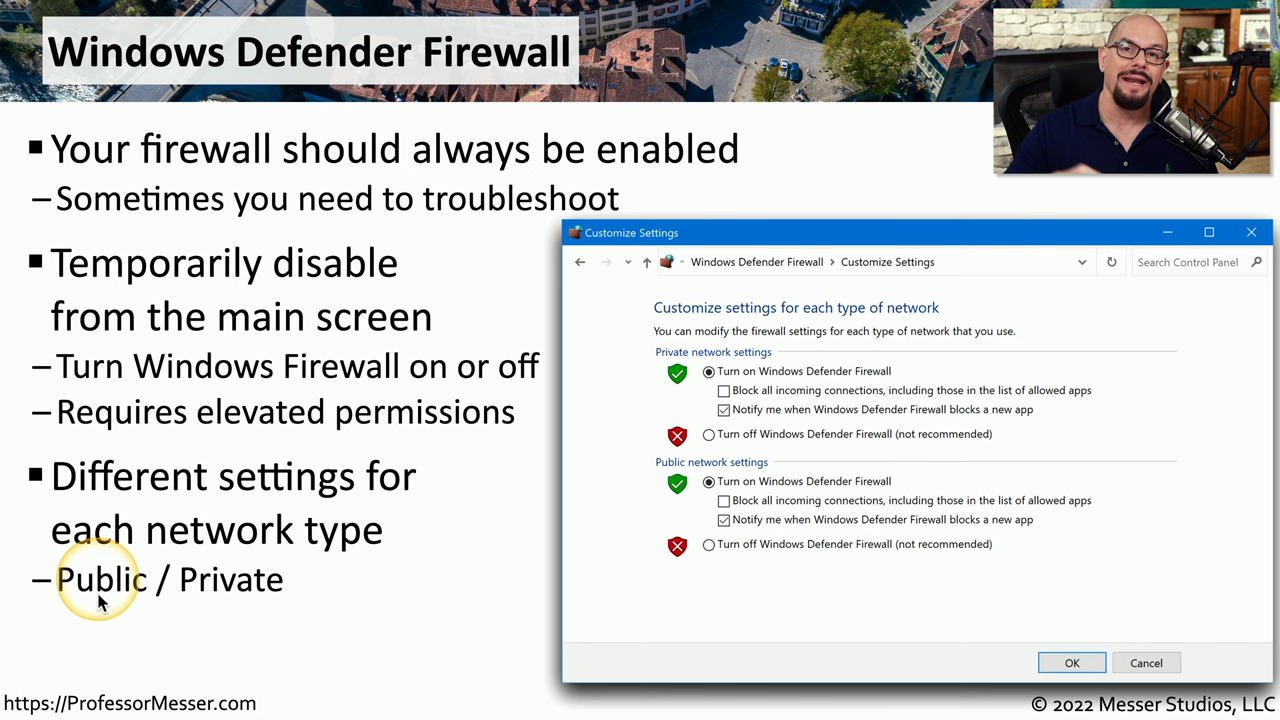 Windows Defender Firewall
▪ Your firewall should always be enabled
– Sometimes you need to troubleshoot
▪ Temporarily disable
from the main screen
– Turn Windows Firewall on or off
– Requires elevated permissions
▪ Different settings for
each network type
– Public / Private
Customize Settings
Windows Defender Firewall > Customize Settings
Search Control Panel
Customize settings for each type of network
You can modify the firewall settings for each type of network that you use.
Private network settings
Turn on Windows Defender Firewall
Block all incoming connections, including those in the list of allowed apps
Notify me when Windows Defender Firewall blocks a new app
Turn off Windows Defender Firewall (not recommended)
Public network settings
Turn on Windows Defender Firewall
Block all incoming connections, including those in the list of allowed apps
Notify me when Windows Defender Firewall blocks a new app
Turn off Windows Defender Firewall (not recommended)
OK
Cancel
https://ProfessorMesser.com
© 2022 Messer Studios, LLC